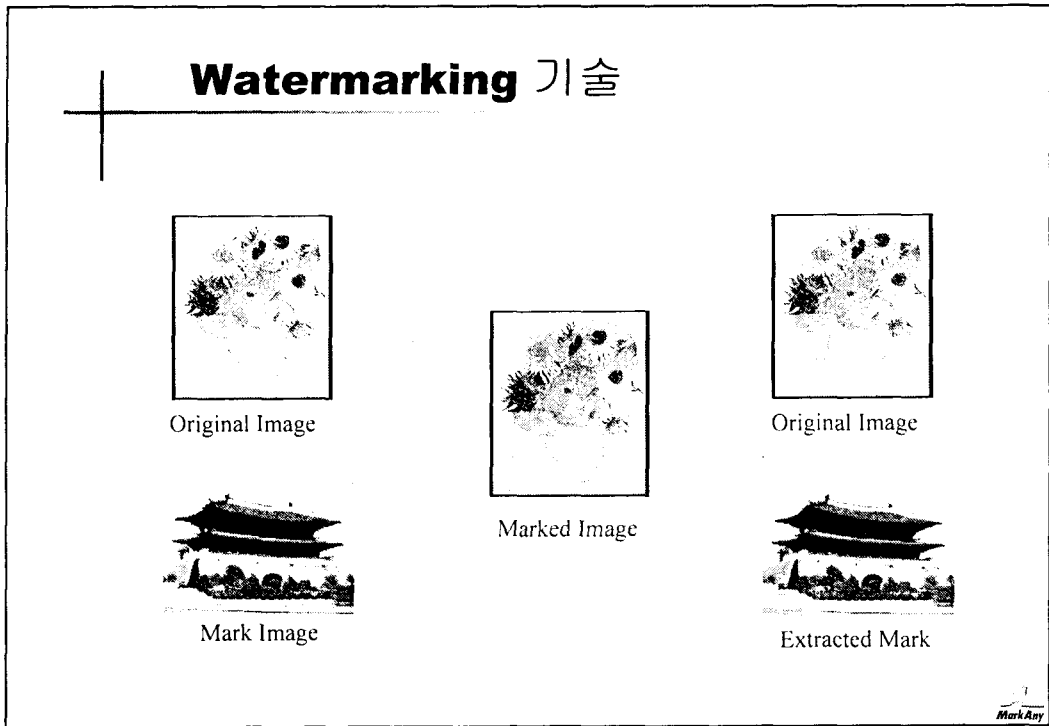 Watermarking 기술
Original Image
Original Image
Marked Image
Mark Image
Extracted Mark
MarkAny